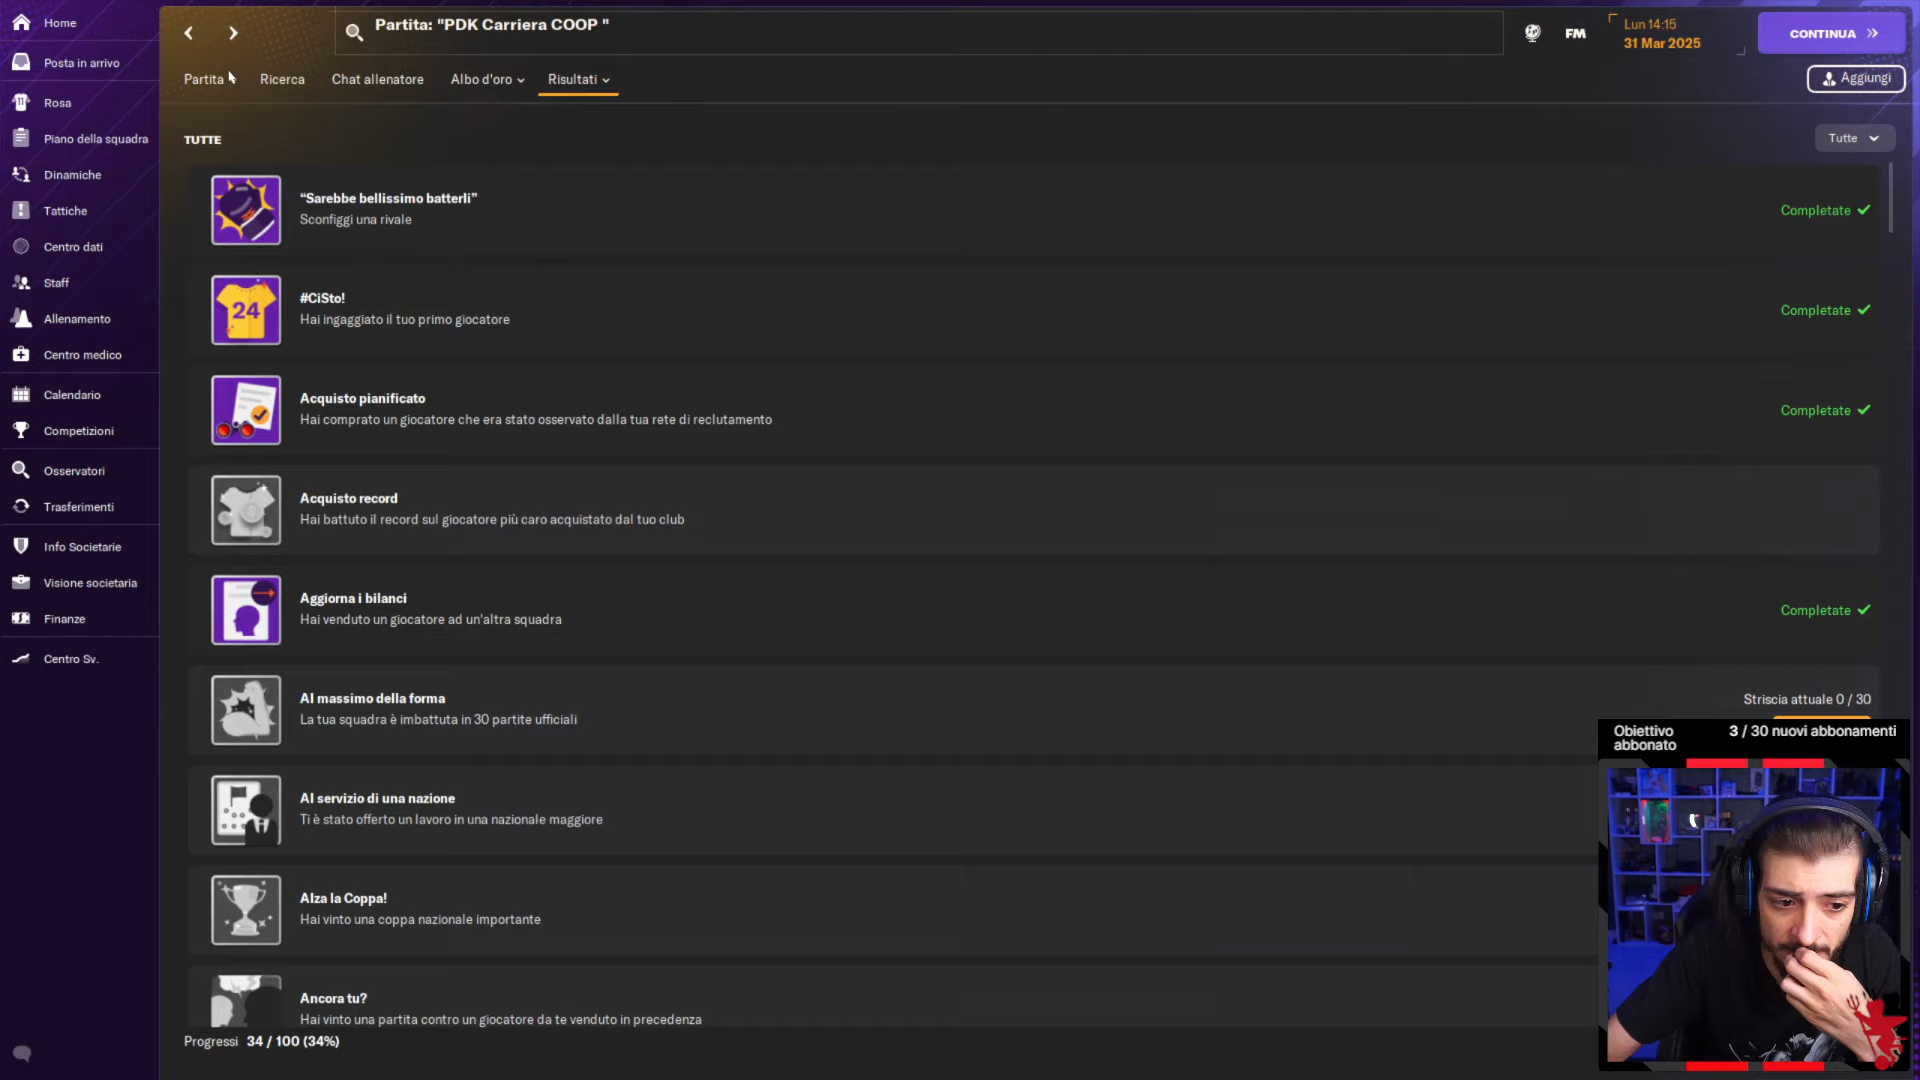 Home
Posta in arrivo
Rosa
Piano della squadra
Dinamiche
Tattiche
Centro dati
Staff
Allenamento
Centro medico
Calendario
Competizioni
Osservatori
Trasferimenti
Info Societarie
Visione societaria
Finanze
Centro Sv.
Partita: "PDK Carriera COOP "
FM
Lun 14:15
31 Mar 2025
CONTINUA
Partita
Ricerca
Chat allenatore
Albo d'oro
Risultati
Aggiungi
TUTTE
Tutte
“Sarebbe bellissimo batterli”
Sconfiggi una rivale
Completate
24
#CiSto!
Hai ingaggiato il tuo primo giocatore
Completate
Acquisto pianificato
Hai comprato un giocatore che era stato osservato dalla tua rete di reclutamento
Completate
Acquisto record
Hai battuto il record sul giocatore più caro acquistato dal tuo club
Aggiorna i bilanci
Hai venduto un giocatore ad un'altra squadra
Completate
Al massimo della forma
La tua squadra è imbattuta in 30 partite ufficiali
Striscia attuale 0 / 30
Al servizio di una nazione
Ti è stato offerto un lavoro in una nazionale maggiore
Alza la Coppa!
Hai vinto una coppa nazionale importante
Ancora tu?
Hai vinto una partita contro un giocatore da te venduto in precedenza
Progressi 34 / 100 (34%)
Obiettivo
abbonato
3 / 30 nuovi abbonamenti